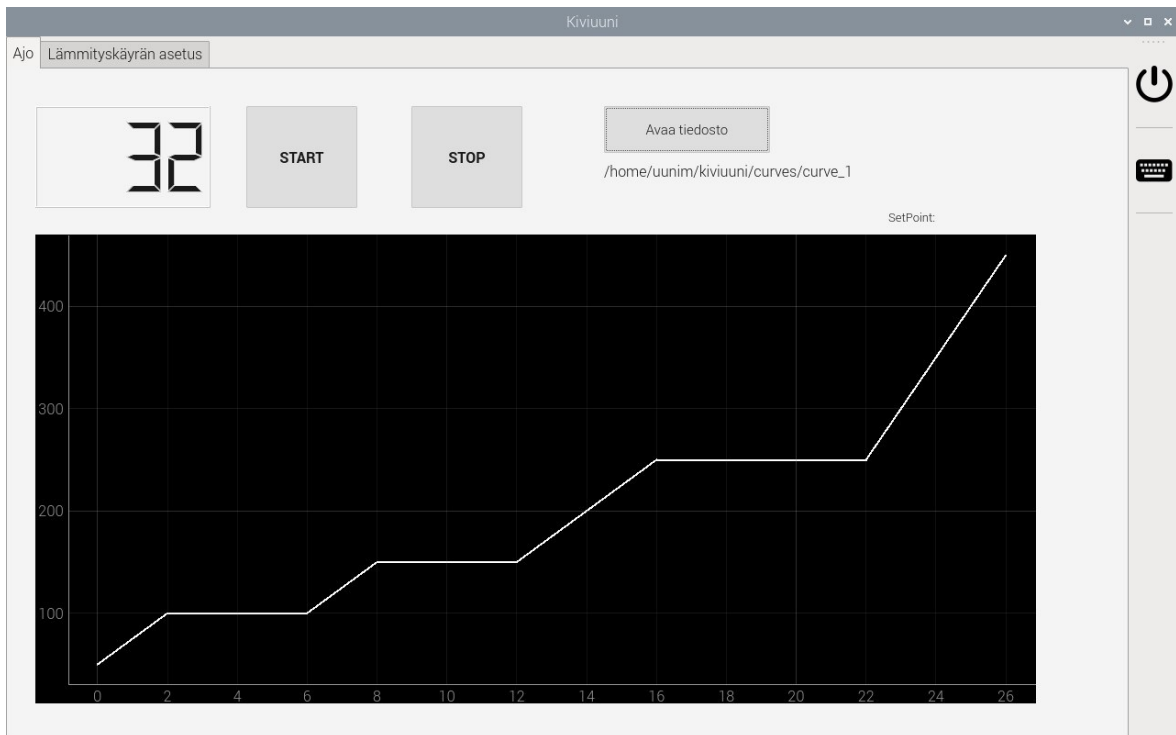 Kiviuuni
Ajo
Lämmityskäyrän asetus
32
START
STOP
Avaa tiedosto
/home/uunim/kiviuuni/curves/curve_1
SetPoint:
400
300
200
100
0 2 4 6 8 10 12 14 16 18 20 22 24 26